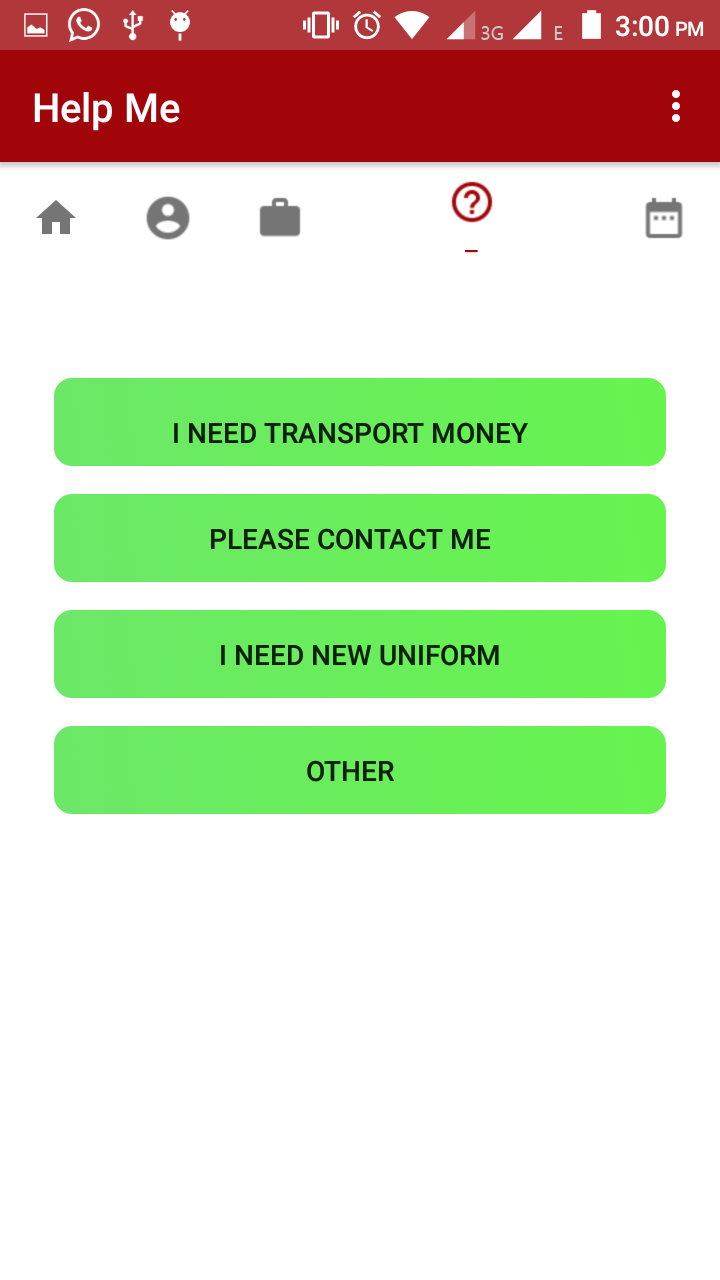 3G E 3:00 PM
Help Me
I NEED TRANSPORT MONEY
PLEASE CONTACT ME
I NEED NEW UNIFORM
OTHER